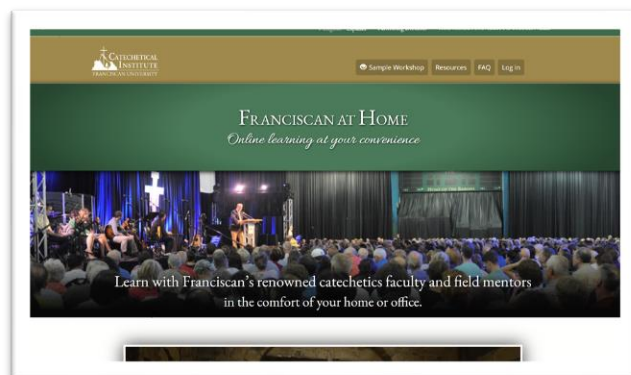 CATECHETICAL
INSTITUTE
FRANCISCAN UNIVERSITY
Sample Workshop Resources FAQ Log in
FRANCISCAN AT HOME
Online learning at your convenience
Learn with Franciscan's renowned catechetics faculty and field mentors
in the comfort of your home or office.